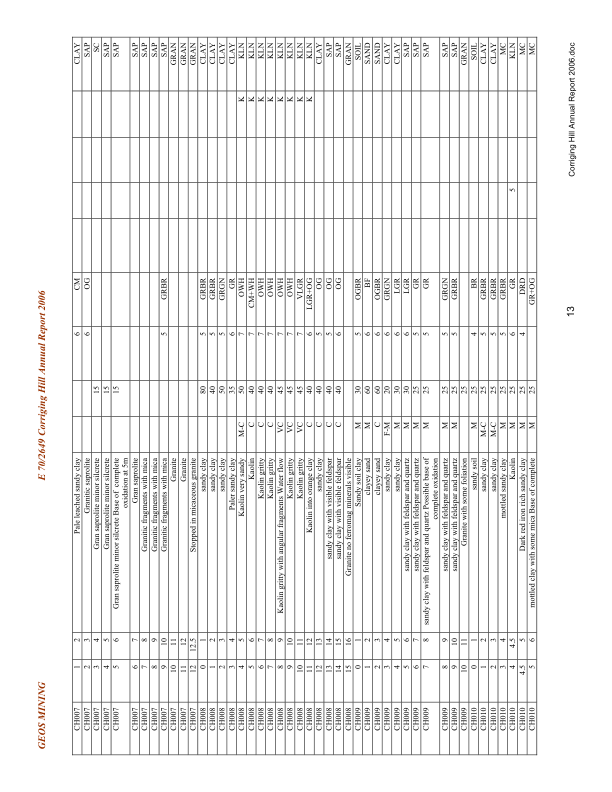 GEOS MINING E 70/2649 Corriging Hill Annual Report 2006
CH007 1 2 Pale leached sandy clay 6 CM CLAY
CH007 2 3 Granitic saprolite 6 OG SAP
CH007 3 4 Gran saprolite minor silcrete 15 SC
CH007 4 5 Gran saprolite minor silcrete 15 SAP
CH007 5 6 Gran saprolite minor silcrete Base of complete 15 SAP
oxidation at 5m
CH007 6 7 Gran saprolite SAP
CH007 7 8 Granitic fragments with mica SAP
CH007 8 9 Granitic fragments with mica SAP
CH007 9 10 Granitic fragments with mica 5 GRBR SAP
CH007 10 11 Granite GRAN
CH007 11 12 Granite GRAN
CH007 12 12.5 Stopped in micaceous granite GRAN
CH008 0 1 sandy clay 80 5 GRBR CLAY
CH008 1 2 sandy clay 40 5 GRBR CLAY
CH008 2 3 sandy clay 50 5 GRGN CLAY
CH008 3 4 Paler sandy clay 35 6 GR CLAY
CH008 4 5 Kaolin very sandy M-C 50 7 OWH K KLN
CH008 5 6 Kaolin C 40 7 CM+WH K KLN
CH008 6 7 Kaolin gritty C 40 7 OWH K KLN
CH008 7 8 Kaolin gritty C 40 7 OWH K KLN
CH008 8 9 Kaolin gritty with angular fragments Water flow VC 45 7 OWH K KLN
CH008 9 10 Kaolin gritty VC 45 7 OWH K KLN
CH008 10 11 Kaolin gritty VC 45 7 VLGR K KLN
CH008 11 12 Kaolin into orange clay C 40 6 LGR+OG K KLN
CH008 12 13 sandy clay C 40 5 OG CLAY
CH008 13 14 sandy clay with visible feldspar C 40 5 OG SAP
CH008 14 15 sandy clay with visible feldspar C 40 6 OG SAP
CH008 15 16 Granite no ferromag minerals visible GRAN
CH009 0 1 Sandy soil clay M 30 5 OGBR SOIL
CH009 1 2 clayey sand M 60 6 BF SAND
CH009 2 3 clayey sand C 60 6 OGBR SAND
CH009 3 4 sandy clay F-M 20 6 GRGN CLAY
CH009 4 5 sandy clay M 30 6 LGR CLAY
CH009 5 6 sandy clay with feldspar and quartz M 30 6 LGR SAP
CH009 6 7 sandy clay with feldspar and quartz M 25 5 GR SAP
CH009 7 8 sandy clay with feldspar and quartz Possible base of M 25 5 GR SAP
complete oxidation
CH009 8 9 sandy clay with feldspar and quartz M 25 5 GRGN SAP
CH009 9 10 sandy clay with feldspar and quartz M 25 5 GRBR SAP
CH009 10 11 Granite with some foliation 25 GRAN
CH010 0 1 sandy soil M 25 4 BR SOIL
CH010 1 2 sandy clay M-C 25 5 GRBR CLAY
CH010 2 3 sandy clay M-C 25 5 GRBR CLAY
CH010 3 4 mottled sandy clay M 25 5 GRBR MC
CH010 4 4.5 Kaolin M 25 6 GR 5 KLN
CH010 4.5 5 Dark red iron rich sandy clay M 25 4 DRD MC
CH010 5 6 mottled clay with some mica Base of complete M 25 GR+OG MC
13
Corriging Hill Annual Report 2006.doc